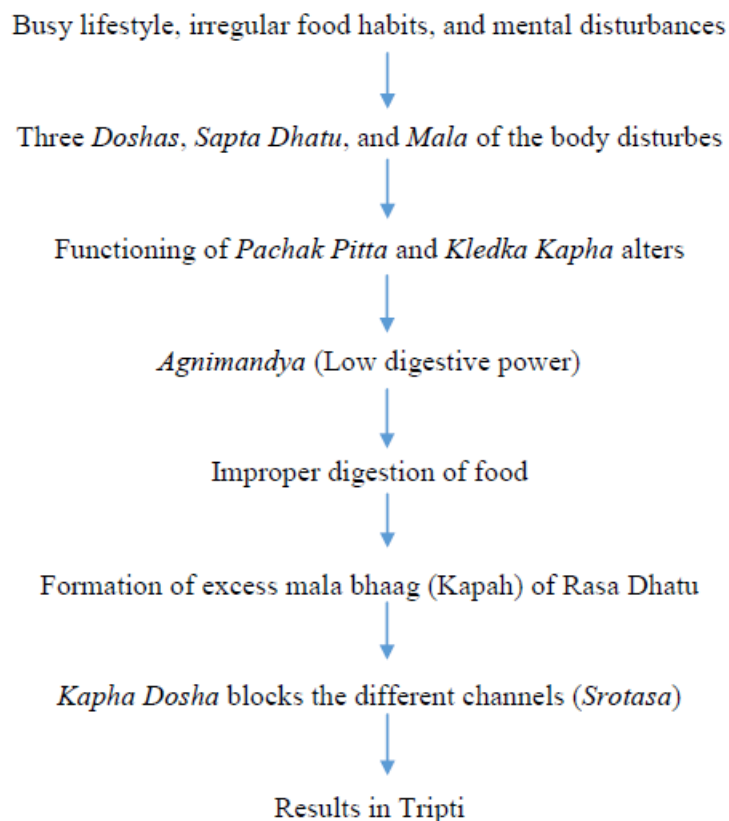 Busy lifestyle, irregular food habits, and mental disturbances
Three Doshas, Sapta Dhatu, and Mala of the body disturbes
Functioning of Pachak Pitta and Kledka Kapha alters
Agnimandya (Low digestive power)
Improper digestion of food
Formation of excess mala bhaag (Kapah) of Rasa Dhatu
Kapha Dosha blocks the different channels (Srotasa)
Results in Tripti